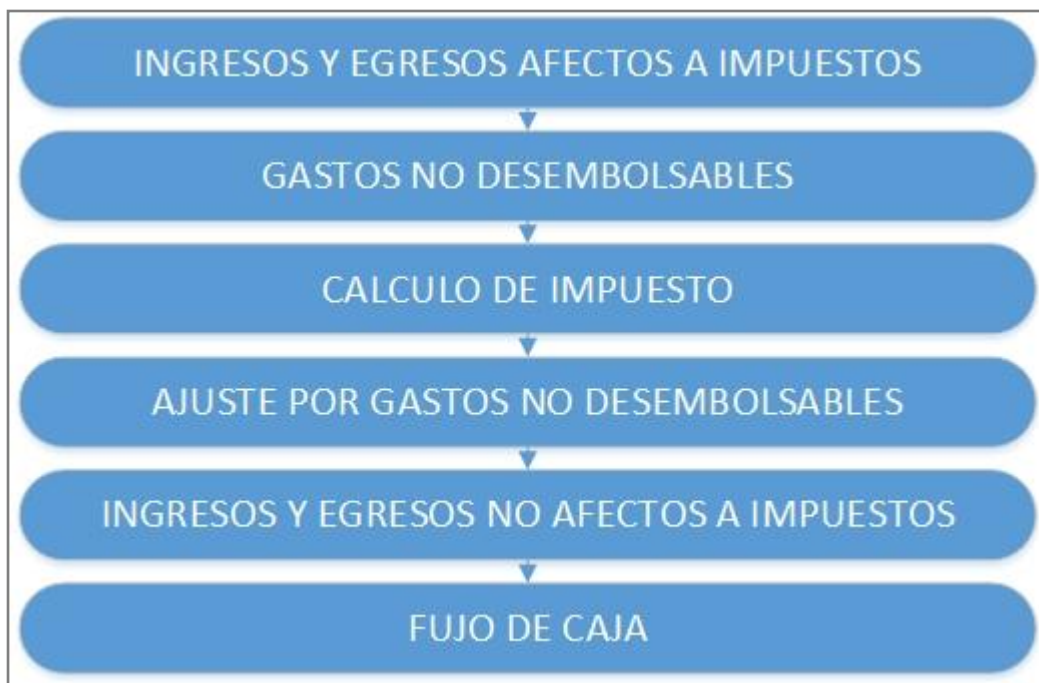 INGRESOS Y EGRESOS AFECTOS A IMPUESTOS
GASTOS NO DESEMBOLSABLES
CALCULO DE IMPUESTO
AJUSTE POR GASTOS NO DESEMBOLSABLES
INGRESOS Y EGRESOS NO AFECTOS A IMPUESTOS
FUJO DE CAJA